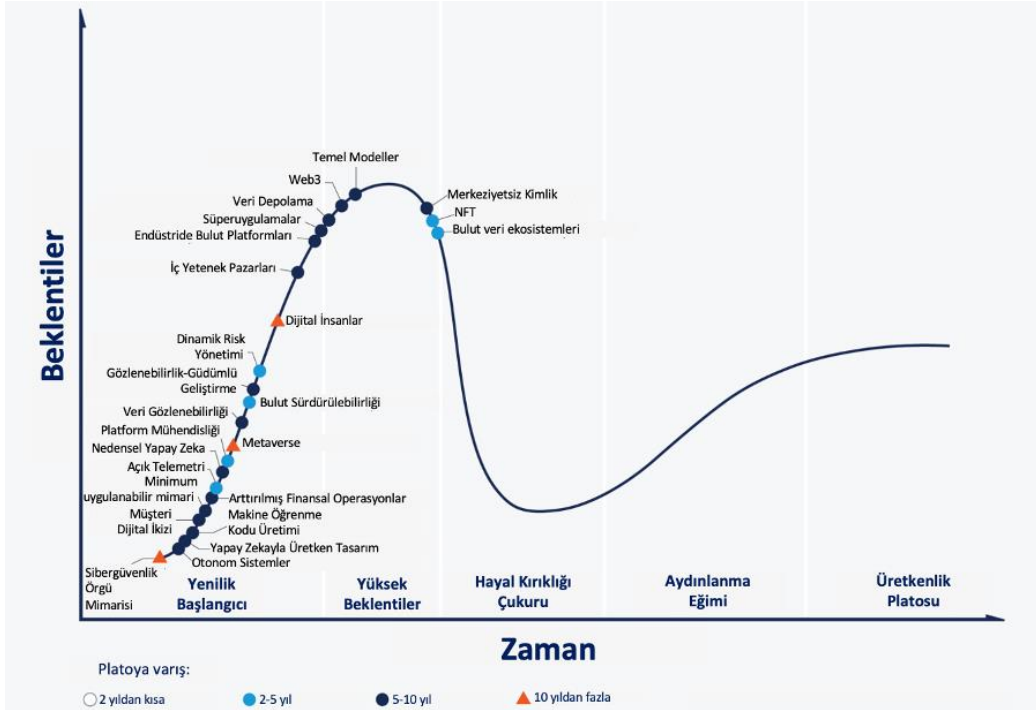 Beklentiler
Temel Modeller
Web3
Veri Depolama
Süperuygulamalar
Endüstride Bulut Platformları
İç Yetenek Pazarları
Merkeziyetsiz Kimlik
NFT
Bulut veri ekosistemleri
Dijital İnsanlar
Dinamik Risk
Yönetimi
Gözlenebilirlik-Güdümlü
Geliştirme
Bulut Sürdürülebilirliği
Veri Gözlenebilirliği
Platform Mühendisliği
Metaverse
Nedensel Yapay Zeka
Açık Telemetri
Minimum
uygulanabilir mimari
Arttırılmış Finansal Operasyonlar
Müşteri
Dijital İkizi
Makine Öğrenme
Kodu Üretimi
Yapay Zekayla Üretken Tasarım
Otonom Sistemler
Sibergüvenlik
Örgü
Mimarisi
Yenilik
Başlangıcı
Yüksek
Beklentiler
Hayal Kırıklığı
Çukuru
Aydınlanma
Eğimi
Üretkenlik
Platosu
Zaman
Platoya varış:
2 yıldan kısa
2-5 yıl
5-10 yıl
10 yıldan fazla